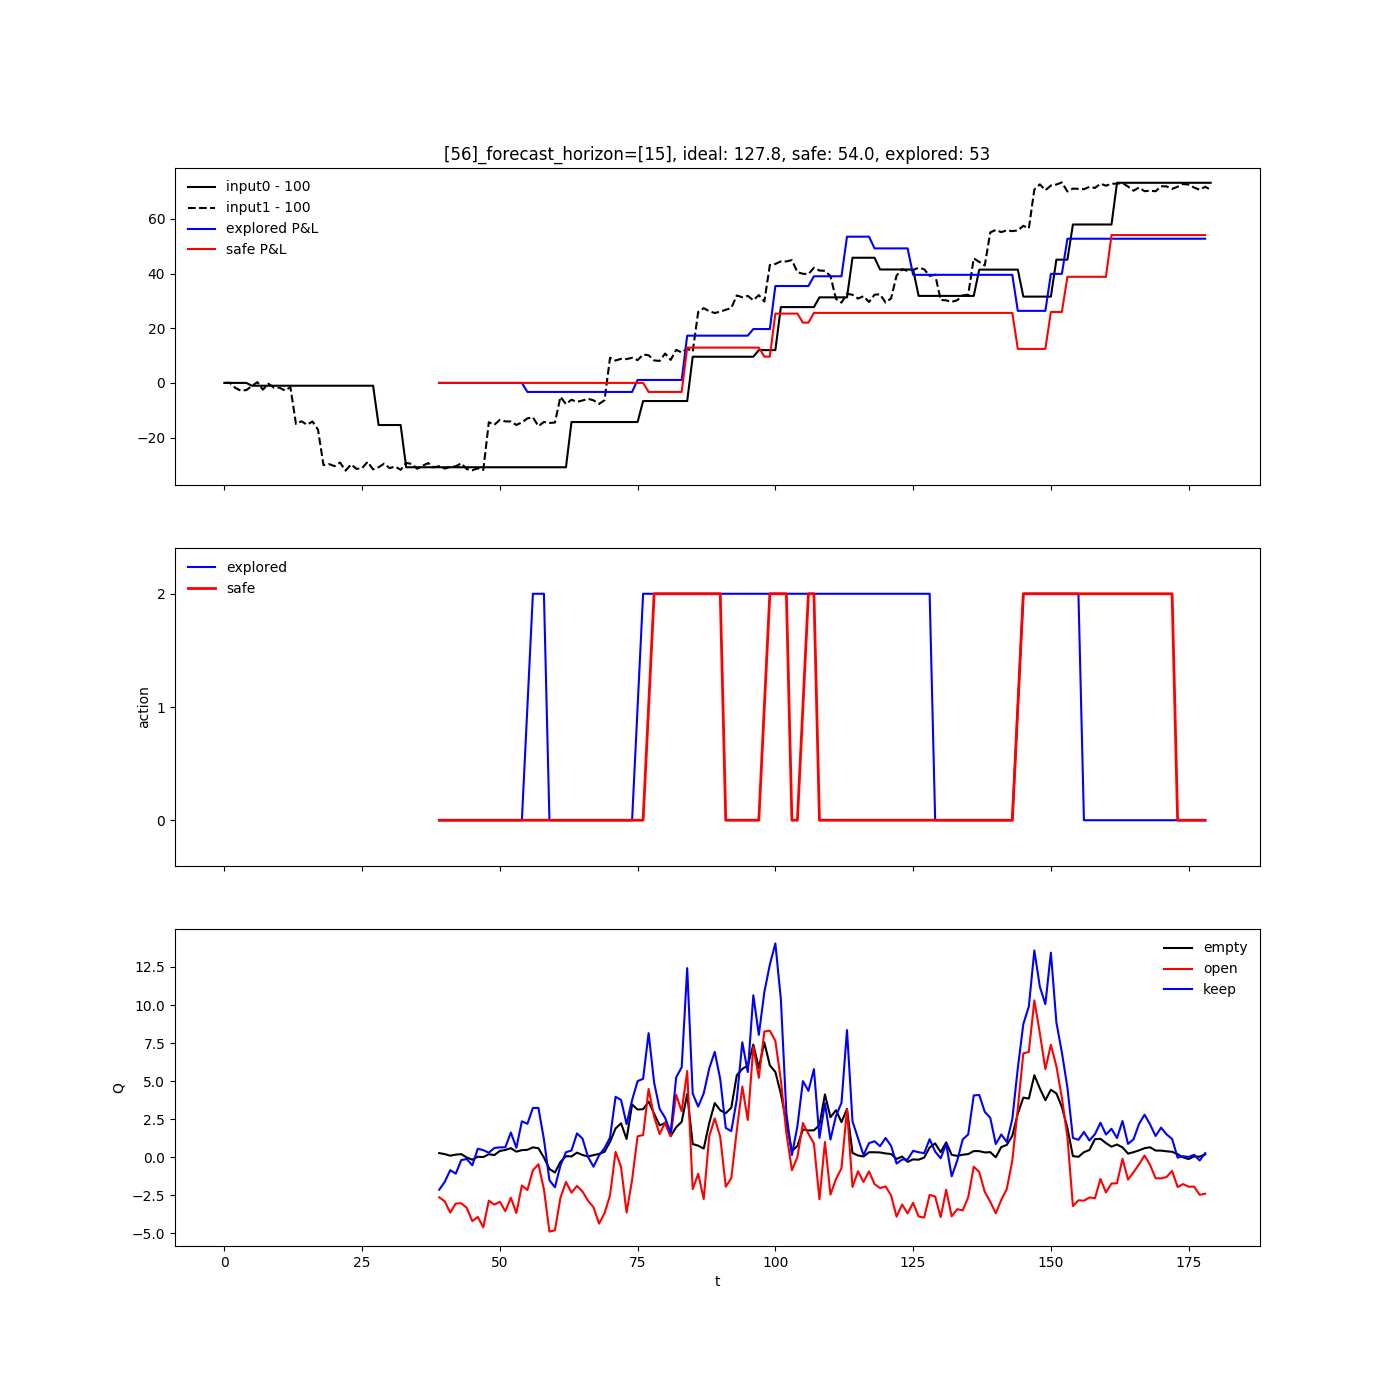 [56]_forecast_horizon=[15], ideal: 127.8, safe: 54.0, explored: 53
input0 - 100
input1 - 100
explored P&L
safe P&L
60
40
20
0
−20
explored
safe
2
1
0
action
empty
open
keep
12.5
10.0
7.5
5.0
2.5
0.0
−2.5
−5.0
Q
0 25 50 75 100 125 150 175
t